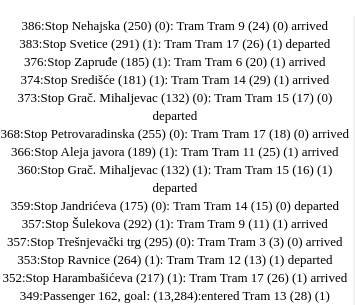 386:Stop Nehajska (250) (0): Tram Tram 9 (24) (0) arrived
383:Stop Svetice (291) (1): Tram Tram 17 (26) (1) departed
376:Stop Zapruđe (185) (1): Tram Tram 6 (20) (1) arrived
374:Stop Središće (181) (1): Tram Tram 14 (29) (1) arrived
373:Stop Grač. Mihaljevac (132) (0): Tram Tram 15 (17) (0)
departed
368:Stop Petrovaradinska (255) (0): Tram Tram 17 (18) (0) arrived
366:Stop Aleja javora (189) (1): Tram Tram 11 (25) (1) arrived
360:Stop Grač. Mihaljevac (132) (1): Tram Tram 15 (16) (1)
departed
359:Stop Jandrićeva (175) (0): Tram Tram 14 (15) (0) departed
357:Stop Šulekova (292) (1): Tram Tram 9 (11) (1) arrived
357:Stop Trešnjevački trg (295) (0): Tram Tram 3 (3) (0) arrived
353:Stop Ravnice (264) (1): Tram Tram 12 (13) (1) departed
352:Stop Harambašićeva (217) (1): Tram Tram 17 (26) (1) arrived
349:Passenger 162, goal: (13,284):entered Tram 13 (28) (1)